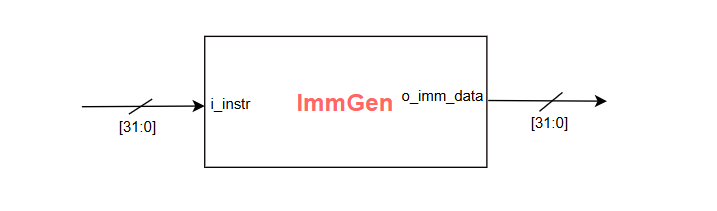 i_instr
ImmGen
o_imm_data
[31:0]
[31:0]